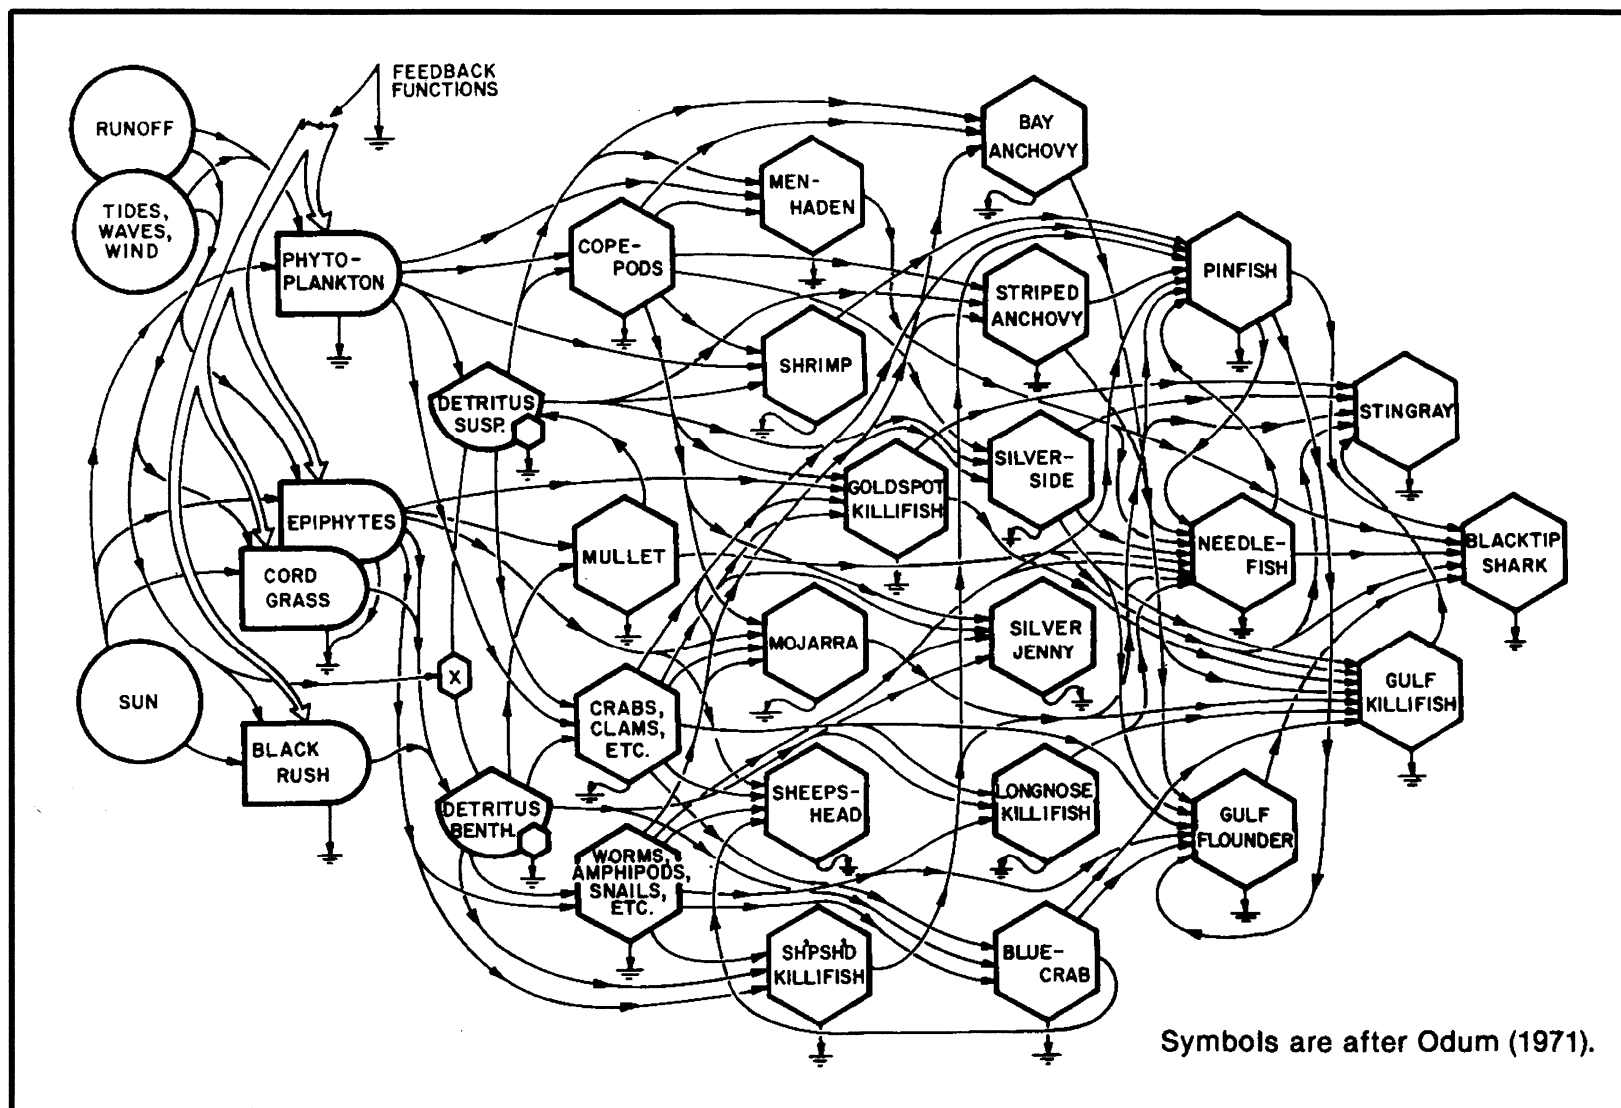 FEEDBACK
FUNCTIONS
RUNOFF
TIDES,
WAVES,
WIND
PHYTO-
PLANKTON
COPE-
PODS
MEN-
HADEN
BAY
ANCHOVY
SHRIMP
STRIPED
ANCHOVY
PINFISH
STINGRAY
DETRITUS
SUSP.
GOLDSPOT
KILLIFISH
SILVER-
SIDE
EPIPHYTES
CORD
GRASS
MULLET
NEEDLE-
FISH
BLACKTIP
SHARK
MOJARRA
SILVER
JENNY
GULF
KILLIFISH
SUN
X
BLACK
RUSH
CRABS,
CLAMS,
ETC.
DETRITUS
BENTH.
SHEEPS-
HEAD
LONGNOSE
KILLIFISH
GULF
FLOUNDER
WORMS,
AMPHIPODS,
SNAILS,
ETC.
SH'PSH'D
KILLIFISH
BLUE-
CRAB
Symbols are after Odum (1971).